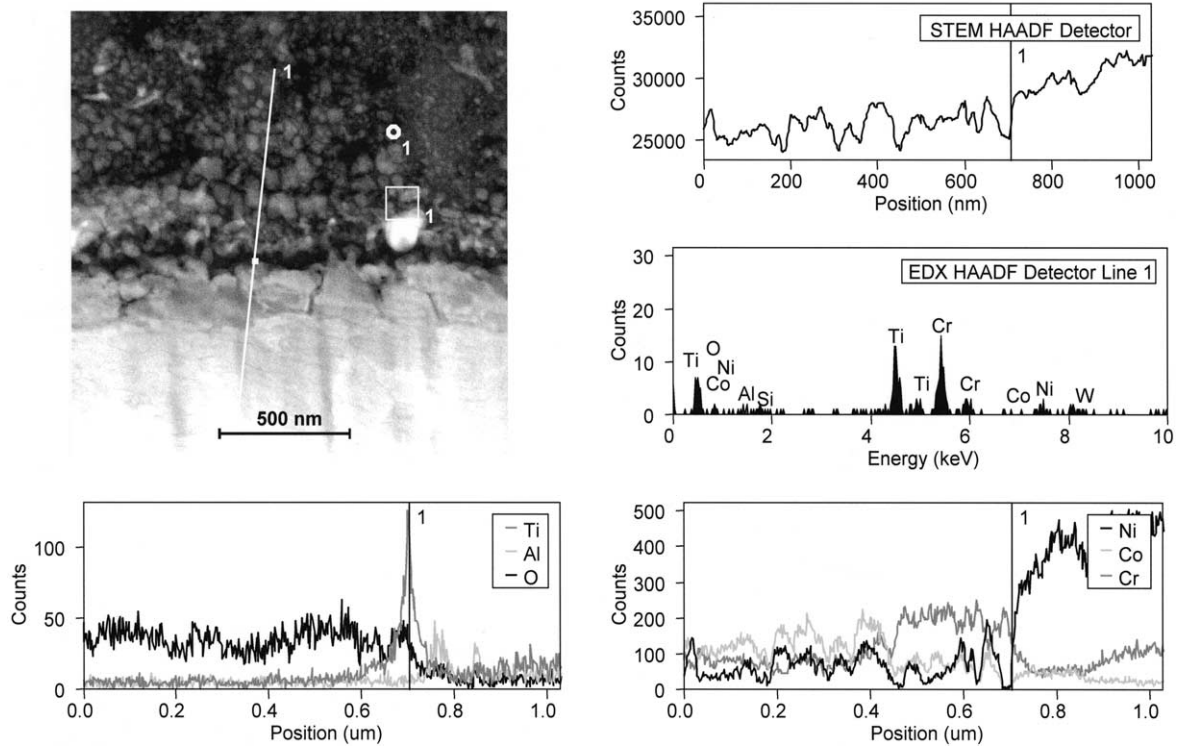 1
1
1
500 nm
STEM HAADF Detector
1
Counts
35000
30000
25000
0 200 400 600 800 1000
Position (nm)
EDX HAADF Detector Line 1
Counts
30
20
10
0
Ti O Ni Co Al Si Ti Ti Cr Cr Co Ni W
0 2 4 6 8 10
Energy (keV)
1
Ti
Al
O
Counts
100
50
0
0.0 0.2 0.4 0.6 0.8 1.0
Position (um)
1
Ni
Co
Cr
Counts
500
400
300
200
100
0
0.0 0.2 0.4 0.6 0.8 1.0
Position (um)